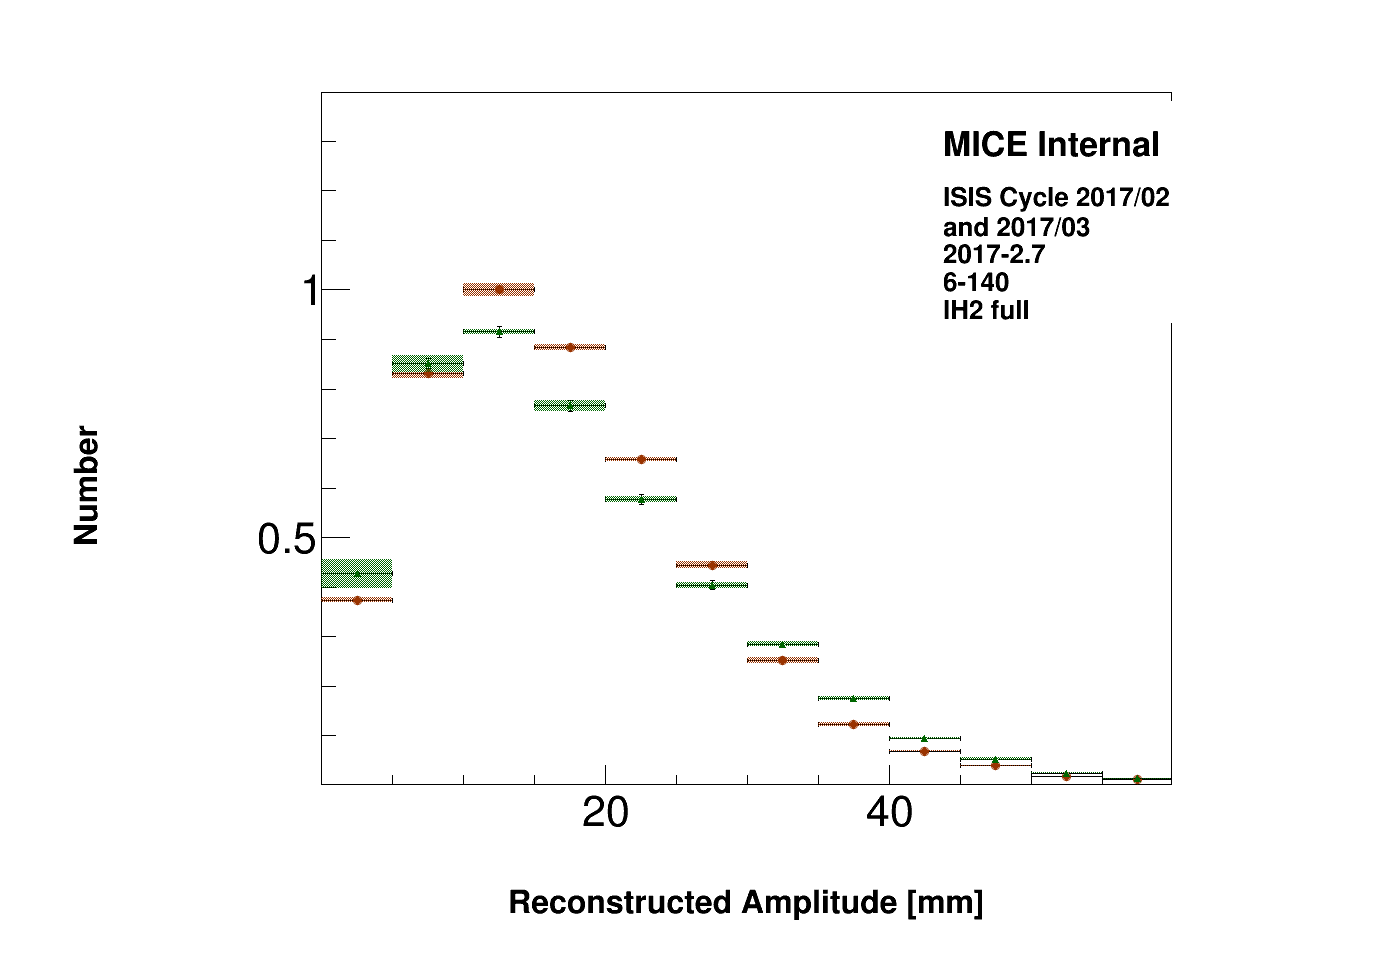 MICE Internal
ISIS Cycle 2017/02
and 2017/03
2017-2.7
6-140
IH2 full
1
0.5
Number
20 40
Reconstructed Amplitude [mm]